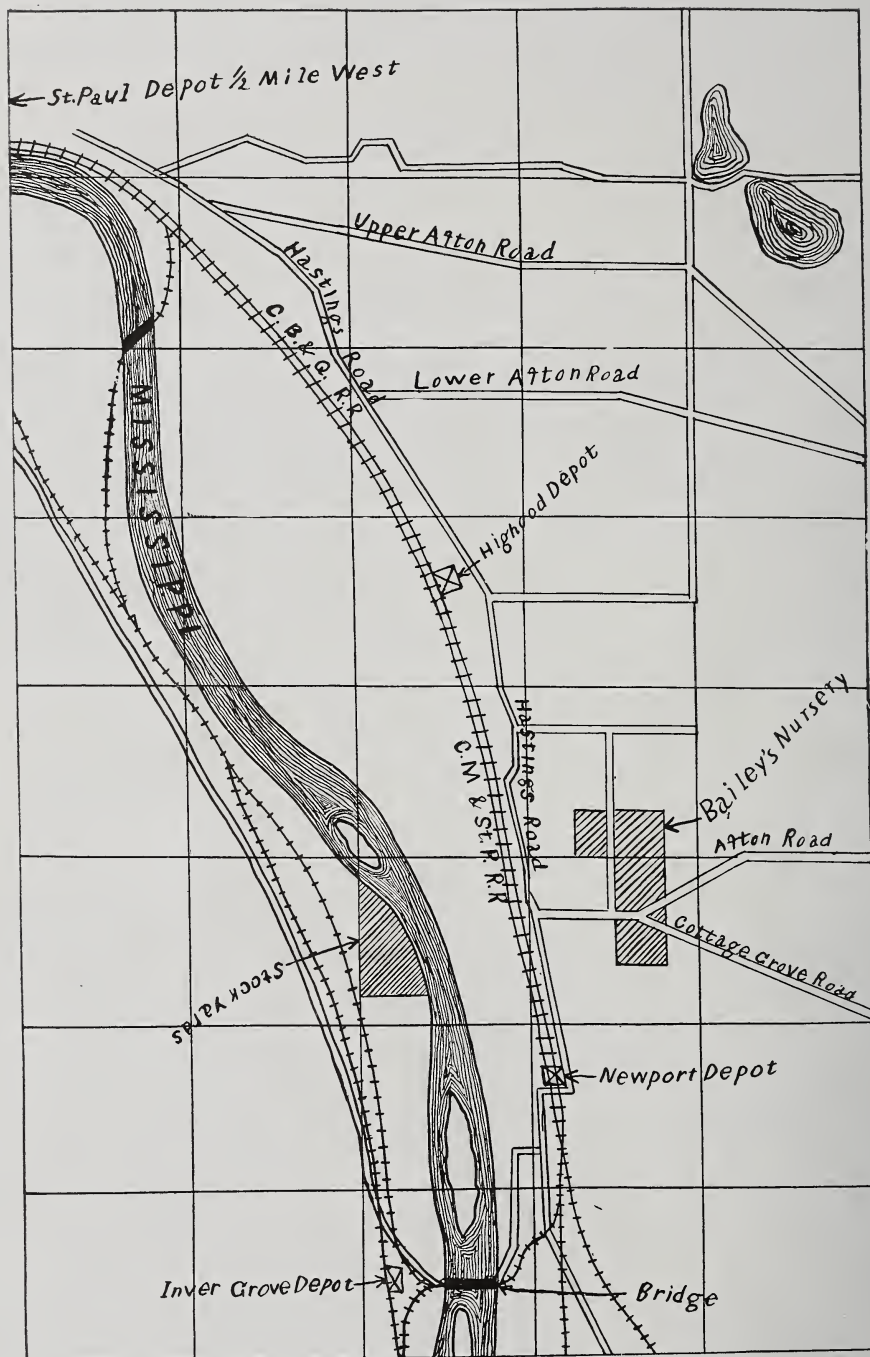 St. Paul Depot ½ Mile West
Upper Afton Road
Hastings Road
C. B. & Q. R.R
Lower Afton Road
MISSISSIPPI
Highood Depot
Hastings Road
C. M & St. P. R.R
Bailey's Nursery
Afton Road
Cottage Grove Road
Stock yards
Newport Depot
Inver Grove Depot
Bridge